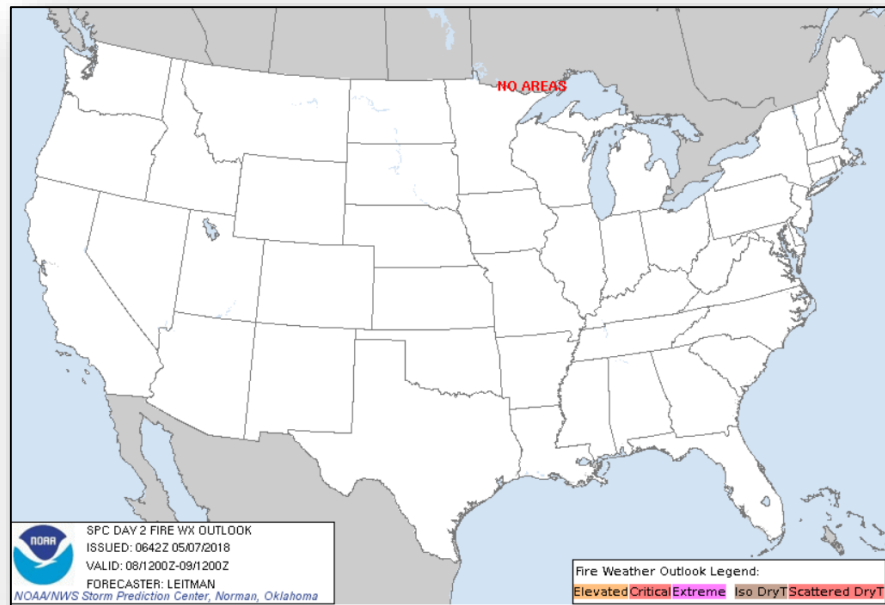 NO AREAS
NOAA
SPC DAY 2 FIRE WX OUTLOOK
ISSUED: 0642Z 05/07/2018
VALID: 08/1200Z-09/1200Z
FORECASTER: LEITMAN
NOAA/NWS Storm Prediction Center, Norman, Oklahoma
Fire Weather Outlook Legend:
Elevated Critical Extreme Iso DryT Scattered DryT